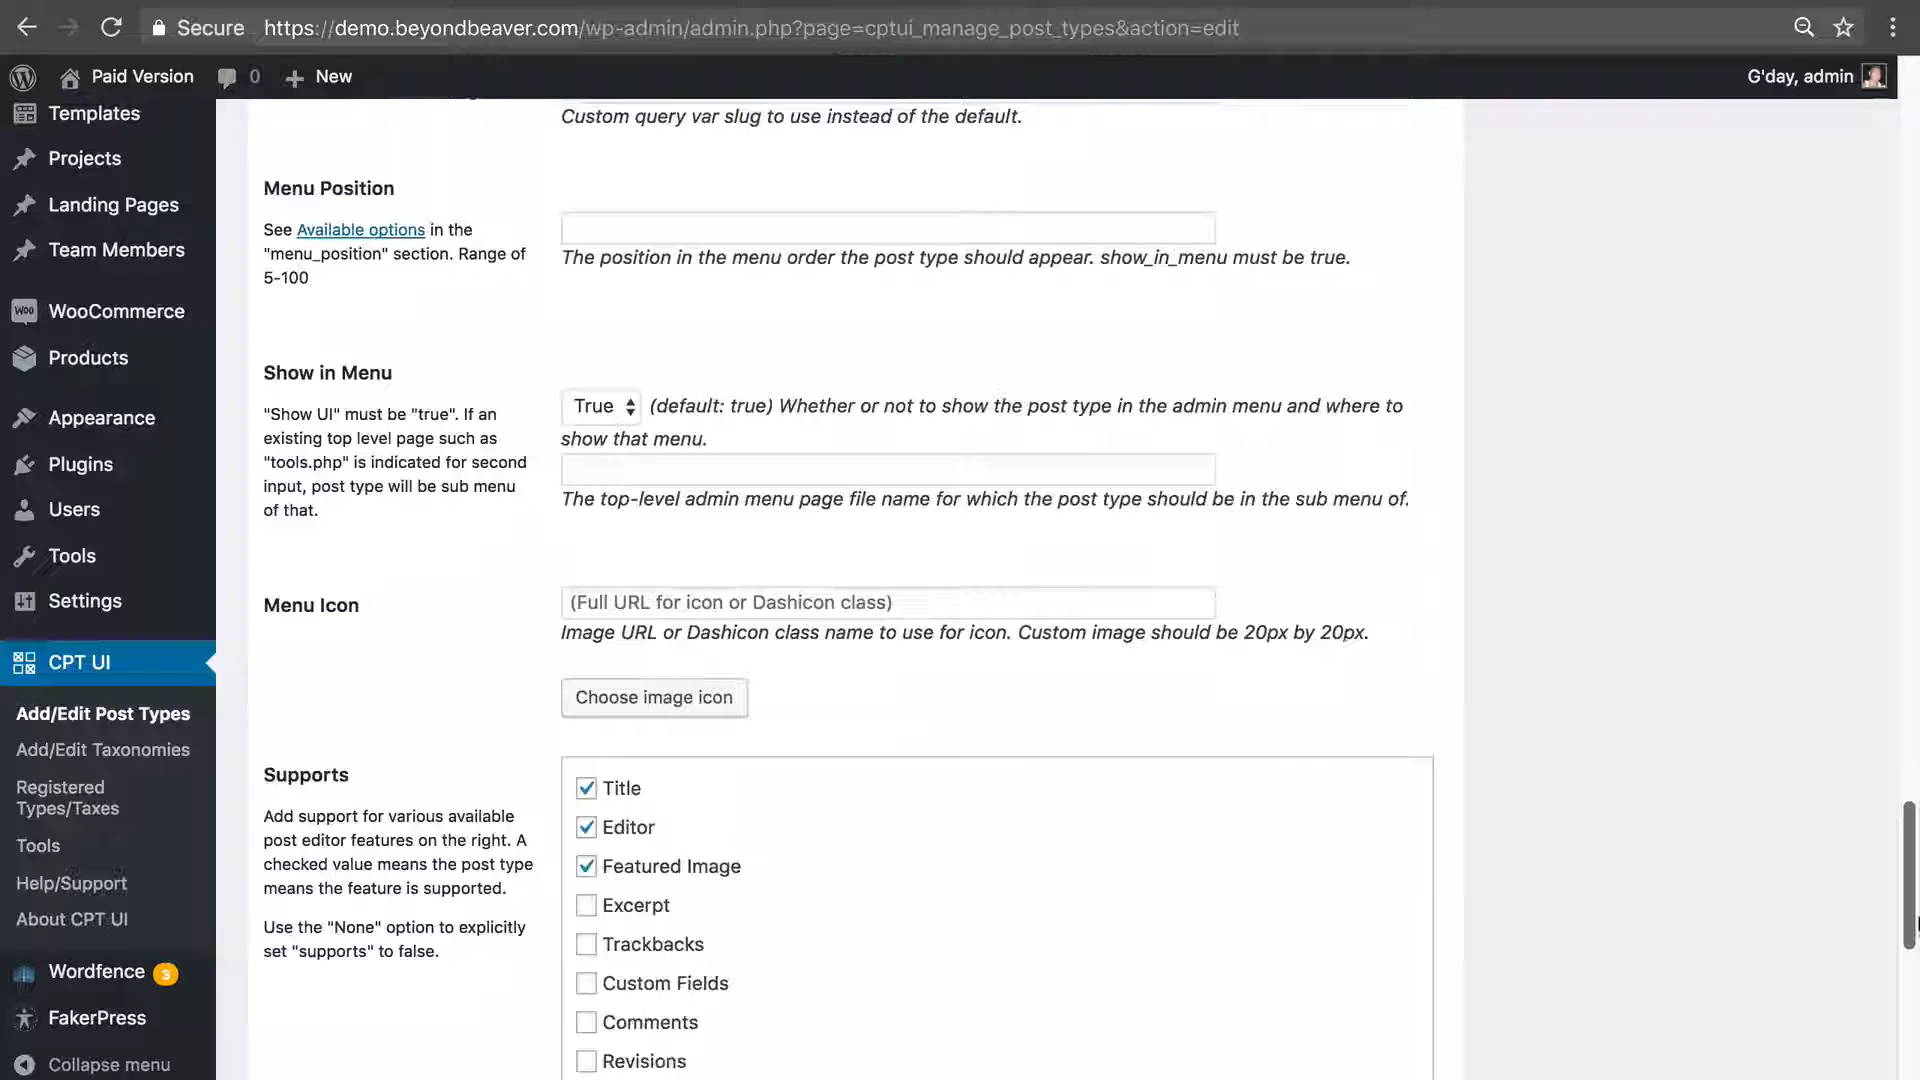 Secure https://demo.beyondbeaver.com/wp-admin/admin.php?page=cptui_manage_post_types&action=edit
Paid Version 0 New G'day, admin
Templates
Projects
Landing Pages
Team Members
WooCommerce
Products
Appearance
Plugins
Users
Tools
Settings
CPT UI
Add/Edit Post Types
Add/Edit Taxonomies
Registered
Types/Taxes
Tools
Help/Support
About CPT UI
Wordfence 3
FakerPress
Collapse menu
Custom query var slug to use instead of the default.
Menu Position
See Available options in the
"menu_position" section. Range of
5-100
The position in the menu order the post type should appear. show_in_menu must be true.
Show in Menu
"Show UI" must be "true". If an
existing top level page such as
"tools.php" is indicated for second
input, post type will be sub menu
of that.
True (default: true) Whether or not to show the post type in the admin menu and where to
show that menu.
The top-level admin menu page file name for which the post type should be in the sub menu of.
Menu Icon
(Full URL for icon or Dashicon class)
Image URL or Dashicon class name to use for icon. Custom image should be 20px by 20px.
Choose image icon
Supports
Add support for various available
post editor features on the right. A
checked value means the post type
means the feature is supported.
Use the "None" option to explicitly
set "supports" to false.
Title
Editor
Featured Image
Excerpt
Trackbacks
Custom Fields
Comments
Revisions